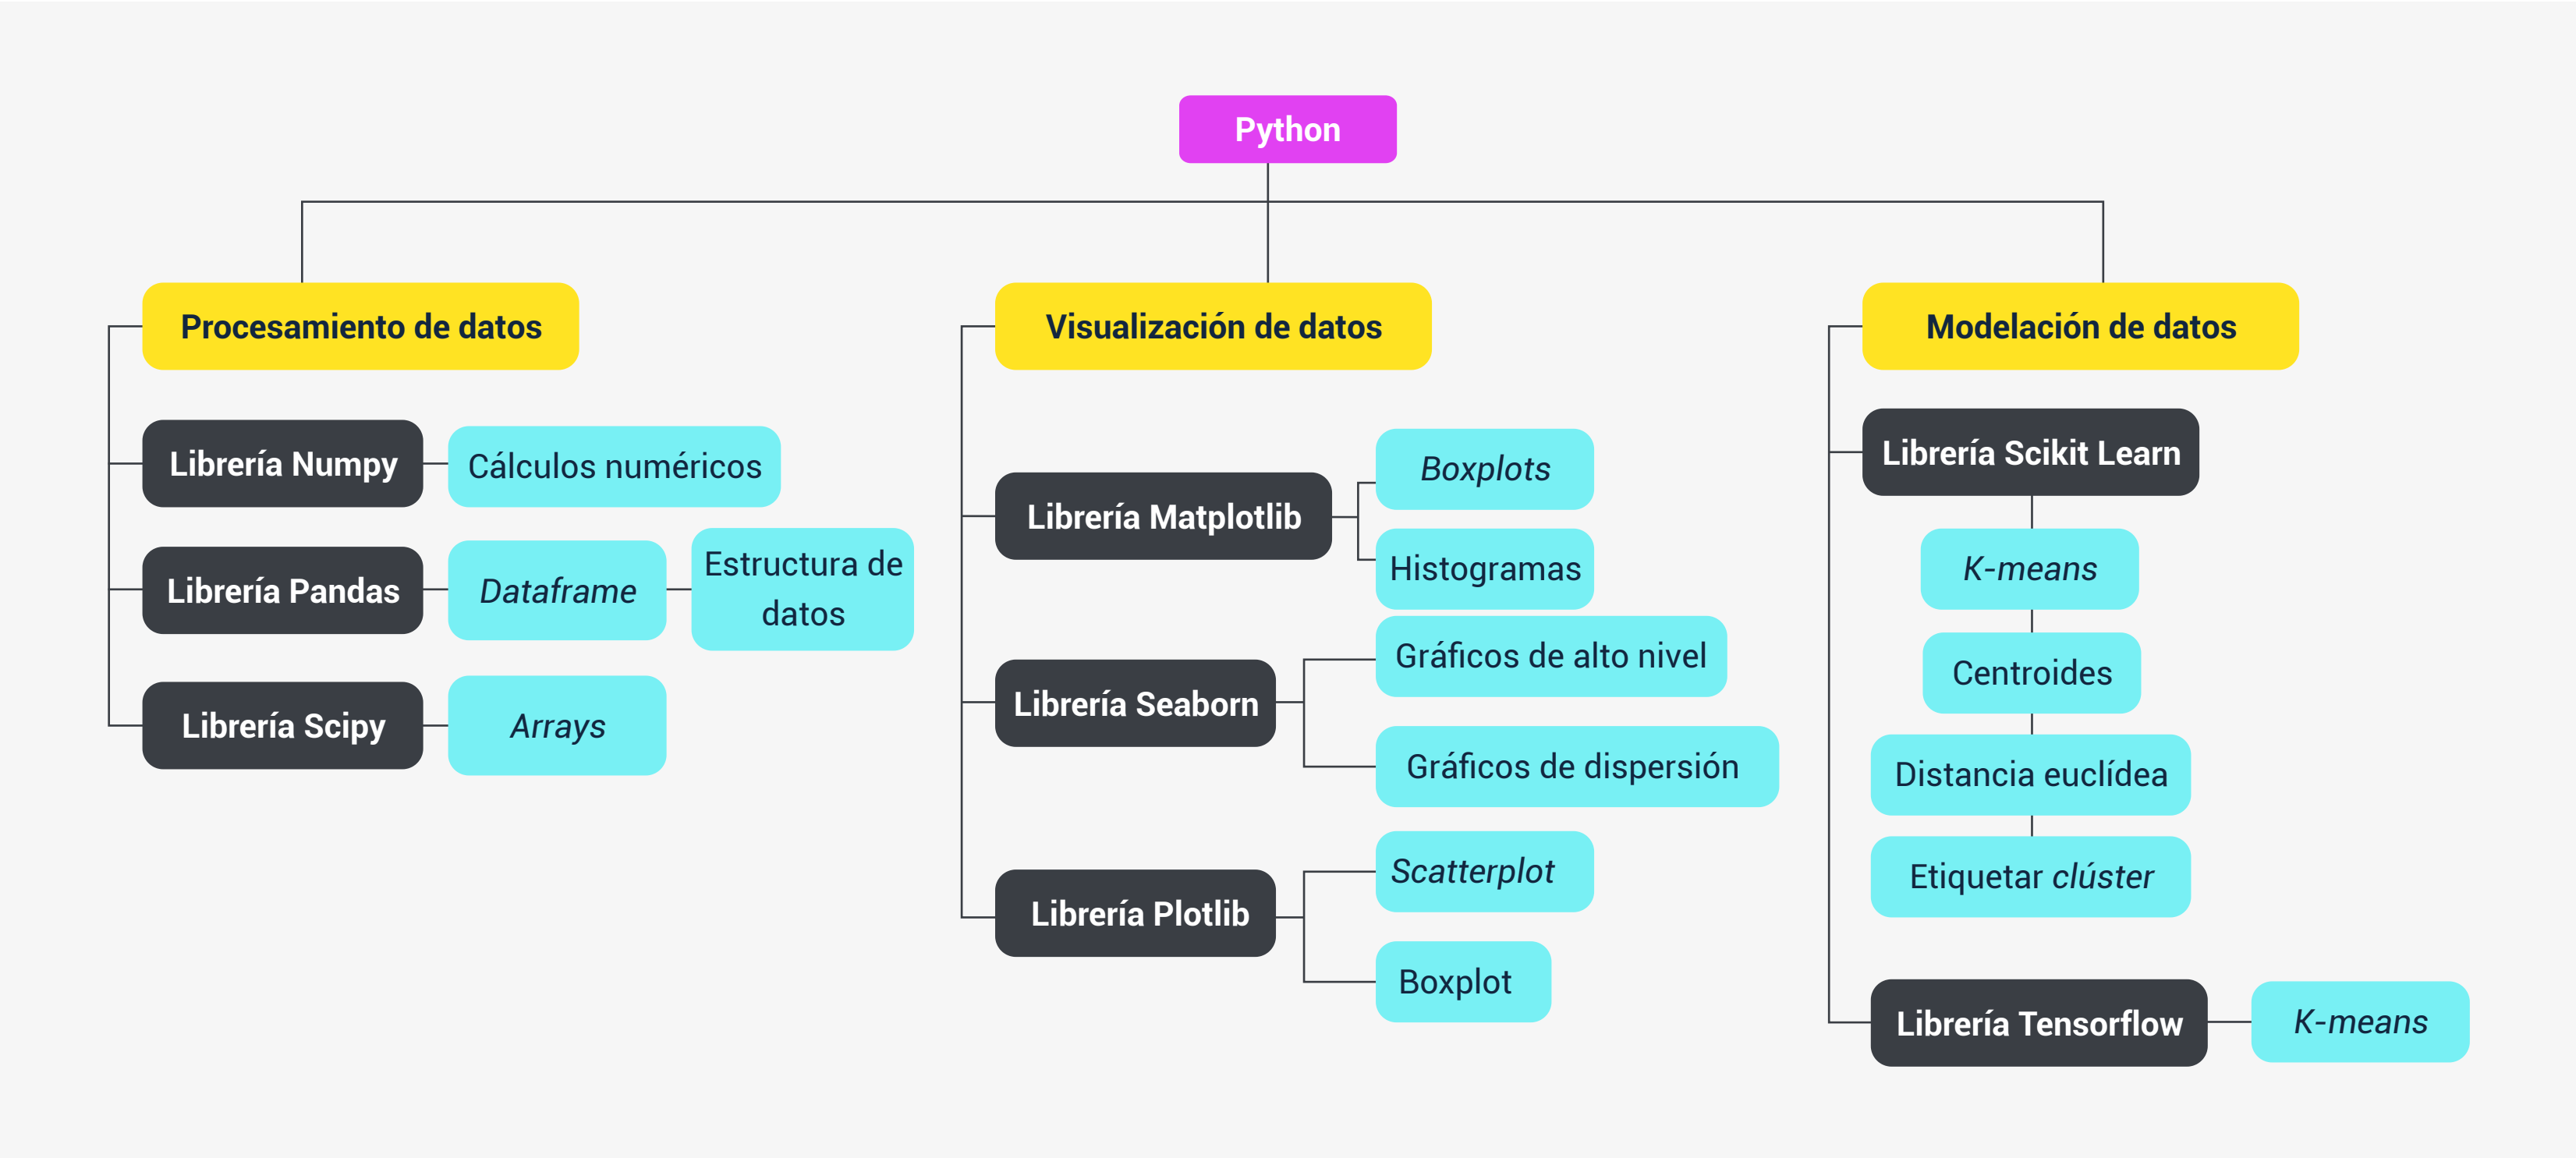 Python
Procesamiento de datos
Librería Numpy
Cálculos numéricos
Librería Pandas
Dataframe
Estructura de
datos
Librería Scipy
Arrays
Visualización de datos
Librería Matplotlib
Boxplots
Histogramas
Librería Seaborn
Gráficos de alto nivel
Gráficos de dispersión
Librería Plotlib
Scatterplot
Boxplot
Modelación de datos
Librería Scikit Learn
K-means
Centroides
Distancia euclídea
Etiquetar clúster
Librería Tensorflow
K-means